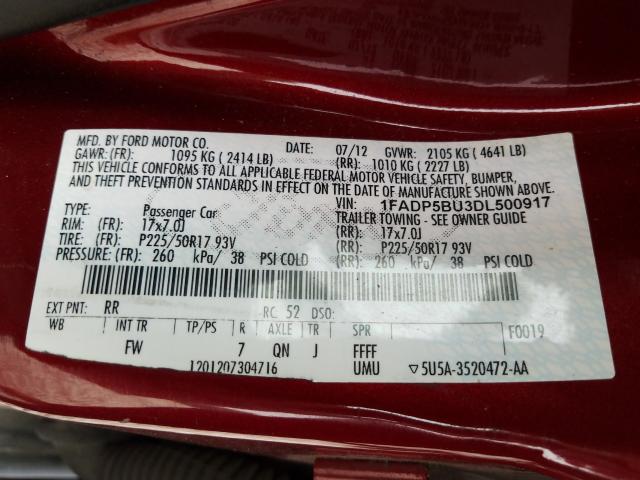 MFD. BY FORD MOTOR CO. DATE: 07/12 GVWR: 2105 KG ( 4641 LB)
GAWR: (FR): 1095 KG ( 2414 LB) (RR): 1010 KG ( 2227 LB)
THIS VEHICLE CONFORMS TO ALL APPLICABLE FEDERAL MOTOR VEHICLE SAFETY, BUMPER,
AND THEFT PREVENTION STANDARDS IN EFFECT ON THE DATE OF MANUFACTURE SHOWN ABOVE.
VIN: 1FADP5BU3DL500917
TYPE: Passenger Car TRAILER TOWING - SEE OWNER GUIDE
RIM: (FR): 17x7.0J (RR): 17x7.0J
TIRE: (FR): P225/50R17 93V (RR): P225/50R17 93V
PRESSURE: (FR): 260 kPa/ 38 PSI COLD (RR): 260 kPa/ 38 PSI COLD
EXT PNT: RR RC: 52 DSO:
WB INT TR TP/PS R AXLE TR SPR F0019
FW 7 QN J FFFF
1201207304716 UMU ▽5U5A-3520472-AA